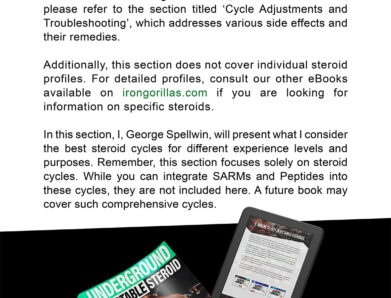 please refer to the section titled ‘Cycle Adjustments and
Troubleshooting’, which addresses various side effects and
their remedies.
Additionally, this section does not cover individual steroid
profiles. For detailed profiles, consult our other eBooks
available on irongorillas.com if you are looking for
information on specific steroids.
In this section, I, George Spellwin, will present what I consider
the best steroid cycles for different experience levels and
purposes. Remember, this section focuses solely on steroid
cycles. While you can integrate SARMs and Peptides into
these cycles, they are not included here. A future book may
cover such comprehensive cycles.
UNDERGROUND
STEROID